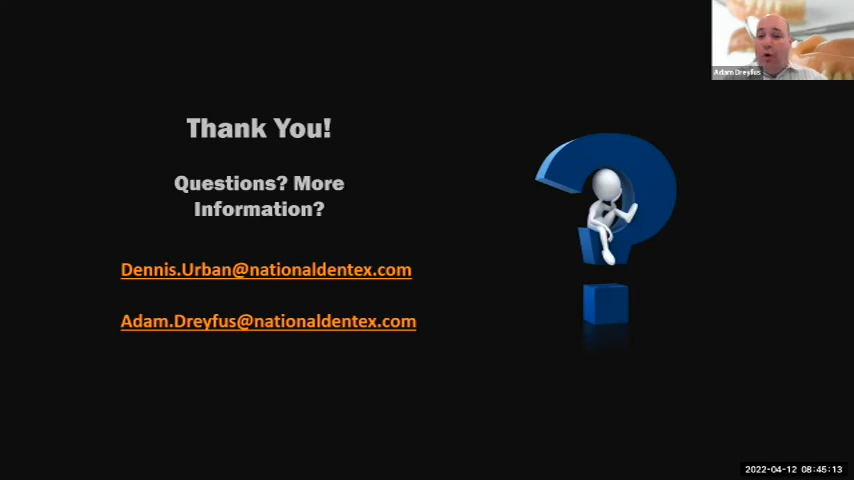 Adam Dreyfus
Thank You!
Questions? More
Information?
Dennis.Urban@nationaldentex.com
Adam.Dreyfus@nationaldentex.com
2022-04-12 08:45:13